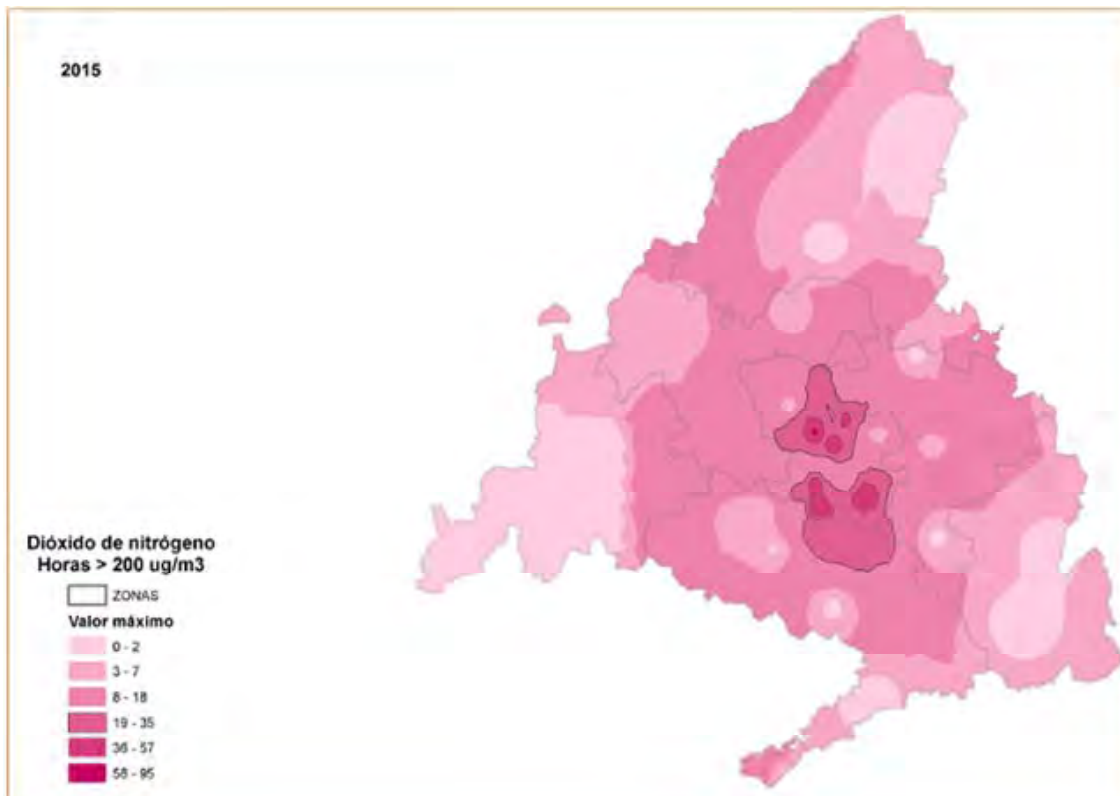 2015
Dióxido de nitrógeno
Horas > 200 ug/m3
ZONAS
Valor máximo
0 - 2
3 - 7
8 - 18
19 - 35
36 - 57
58 - 95